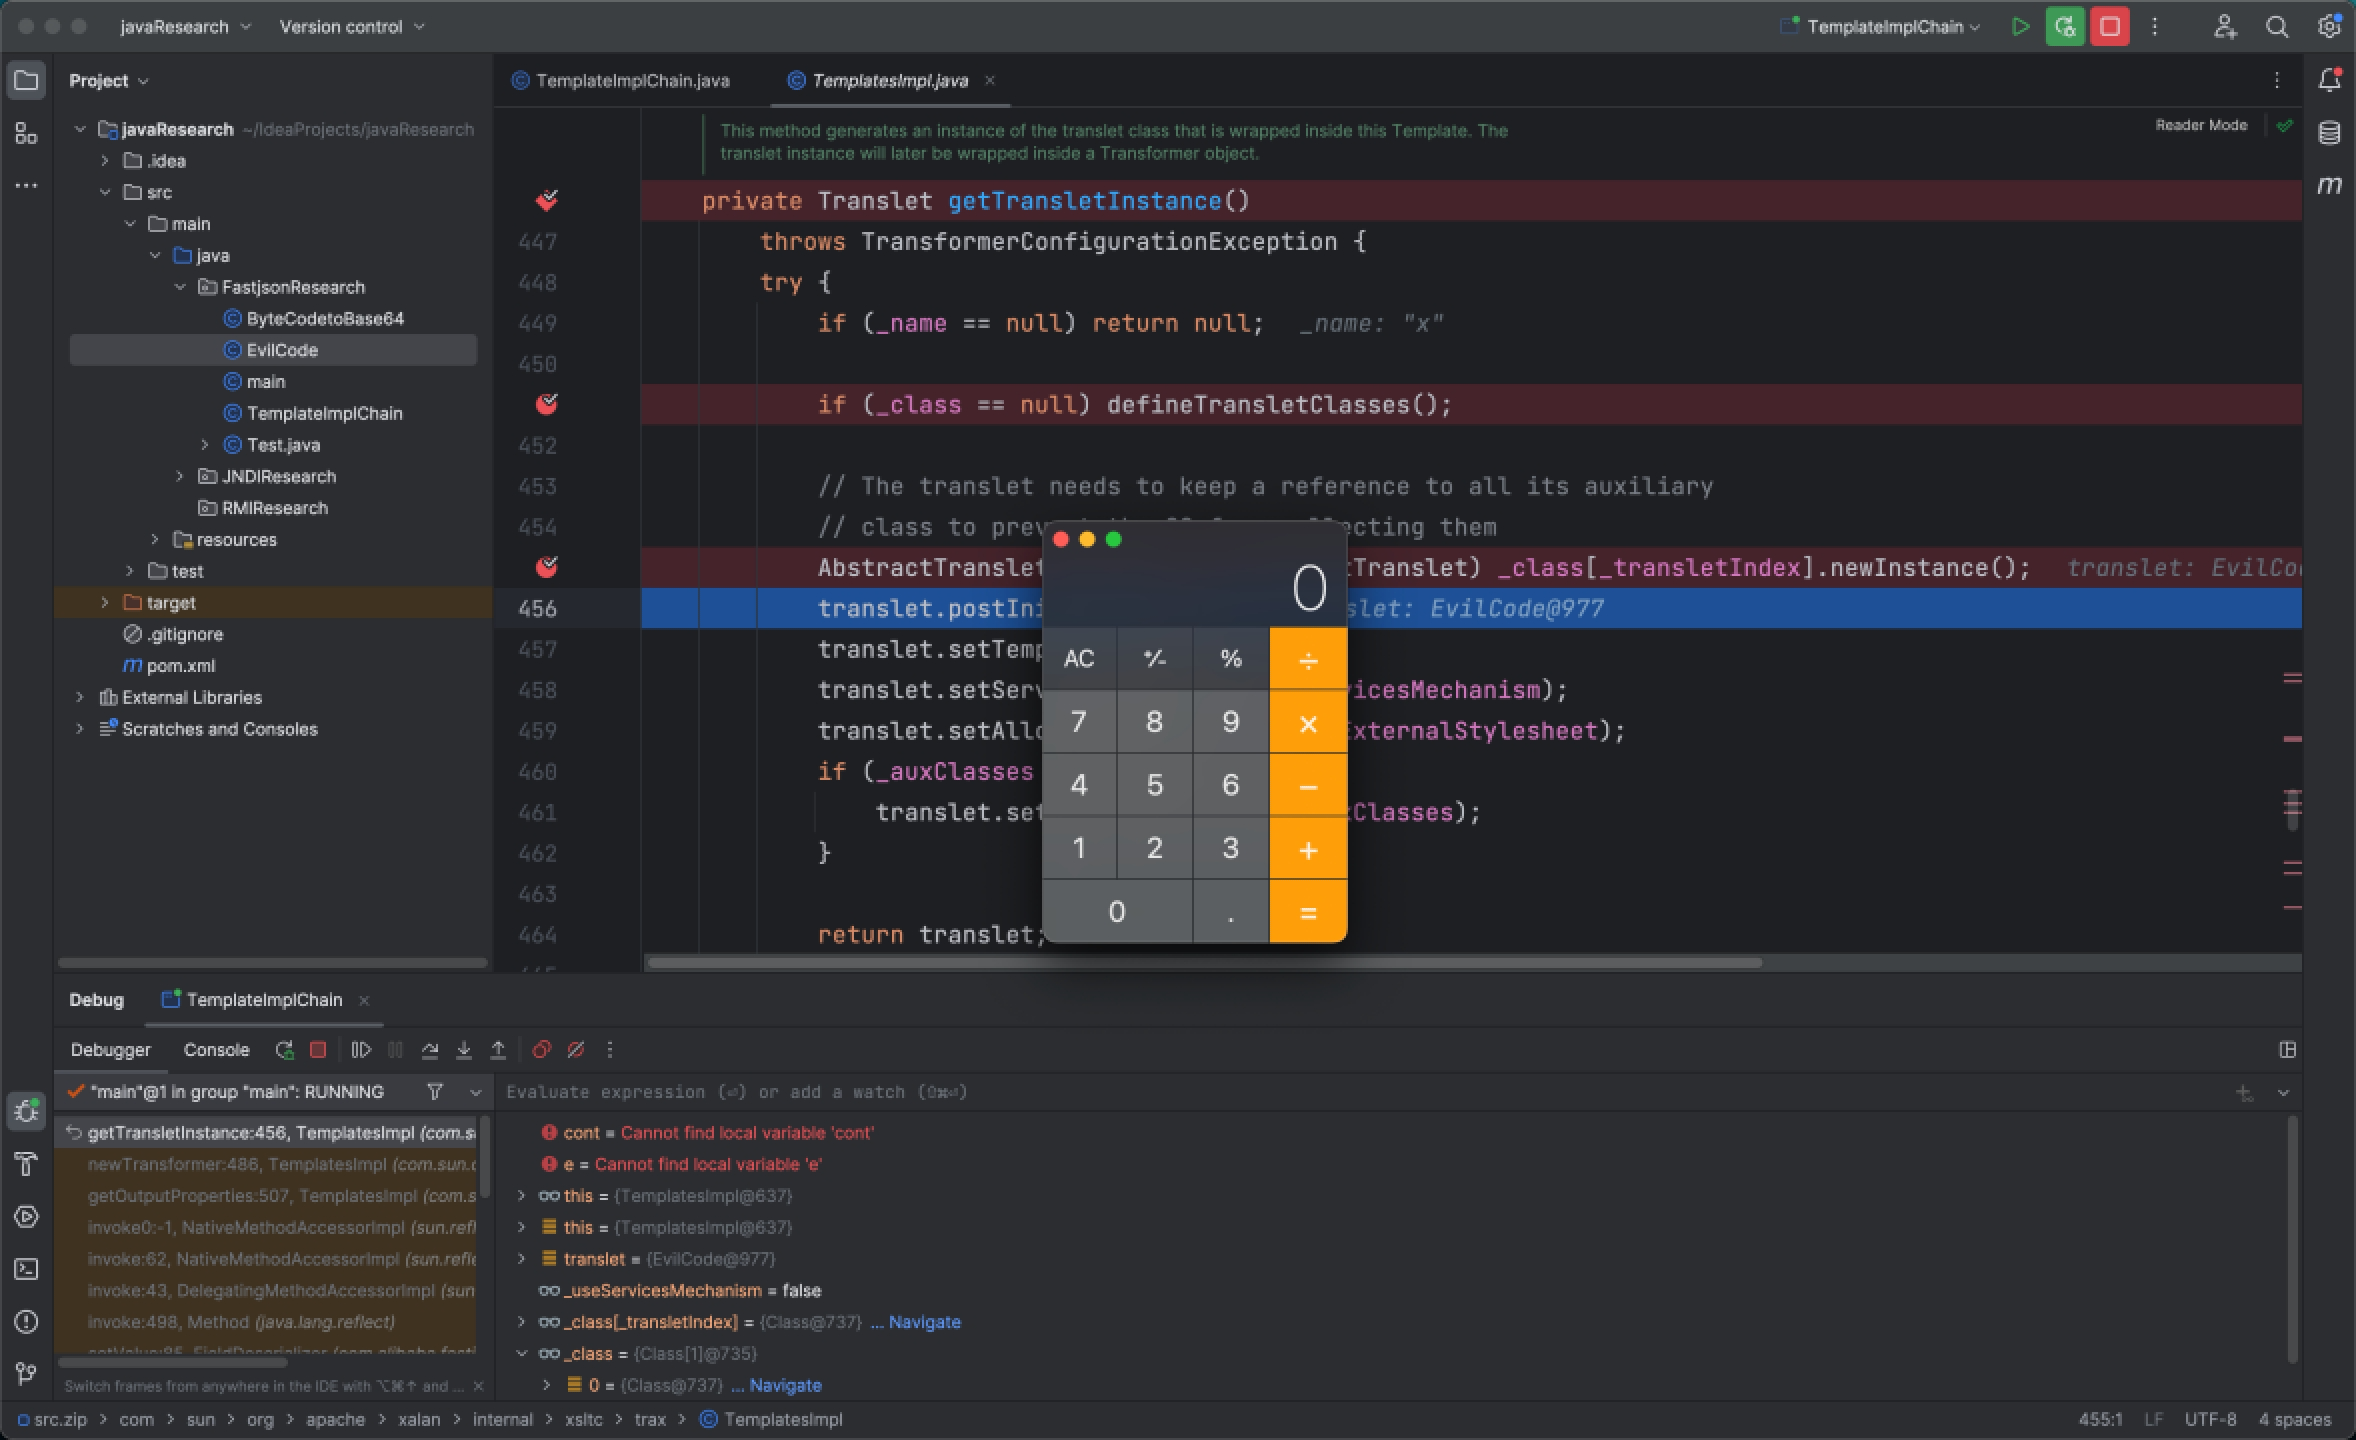 javaResearch Version control TemplateImplChain
Project
TemplateImplChain.java TemplatesImpl.java
javaResearch ~/IdeaProjects/javaResearch
.idea
src
main
java
FastjsonResearch
ByteCodetoBase64
EvilCode
main
TemplateImplChain
Test.java
JNDIResearch
RMIResearch
resources
test
target
.gitignore
m pom.xml
External Libraries
Scratches and Consoles
This method generates an instance of the translet class that is wrapped inside this Template. The
translet instance will later be wrapped inside a Transformer object.
Reader Mode
m
private Translet getTransletInstance()
447 throws TransformerConfigurationException {
448 try {
449 if (_name == null) return null; _name: "x"
450
if (_class == null) defineTransletClasses();
452
453 // The translet needs to keep a reference to all its auxiliary
454 // class to prev ecting them
AbstractTranslet tTranslet) _class[_transletIndex].newInstance(); translet: EvilCo
456 translet.postIni slet: EvilCode@977
457 translet.setTemp
458 translet.setServ vicesMechanism);
459 translet.setAllo ExternalStylesheet);
460 if (_auxClasses
461 translet.set Classes);
462 }
463
464 return translet;
0
AC +/- % ÷
7 8 9 ×
4 5 6 −
1 2 3 +
0 . =
Debug TemplateImplChain
Debugger Console
"main"@1 in group "main": RUNNING
Evaluate expression (⏎) or add a watch (⇧⌘⏎)
getTransletInstance:456, TemplatesImpl (com.s
newTransformer:486, TemplatesImpl (com.sun.
getOutputProperties:507, TemplatesImpl (com.s
invoke0:-1, NativeMethodAccessorImpl (sun.refl
invoke:62, NativeMethodAccessorImpl (sun.refle
invoke:43, DelegatingMethodAccessorImpl (sun
invoke:498, Method (java.lang.reflect)
Switch frames from anywhere in the IDE with ⌥⌘↑ and ...
cont = Cannot find local variable 'cont'
e = Cannot find local variable 'e'
this = {TemplatesImpl@637}
this = {TemplatesImpl@637}
translet = {EvilCode@977}
_useServicesMechanism = false
_class[_transletIndex] = {Class@737} ... Navigate
_class = {Class[1]@735}
0 = {Class@737} ... Navigate
src.zip > com > sun > org > apache > xalan > internal > xsltc > trax > TemplatesImpl
455:1 LF UTF-8 4 spaces